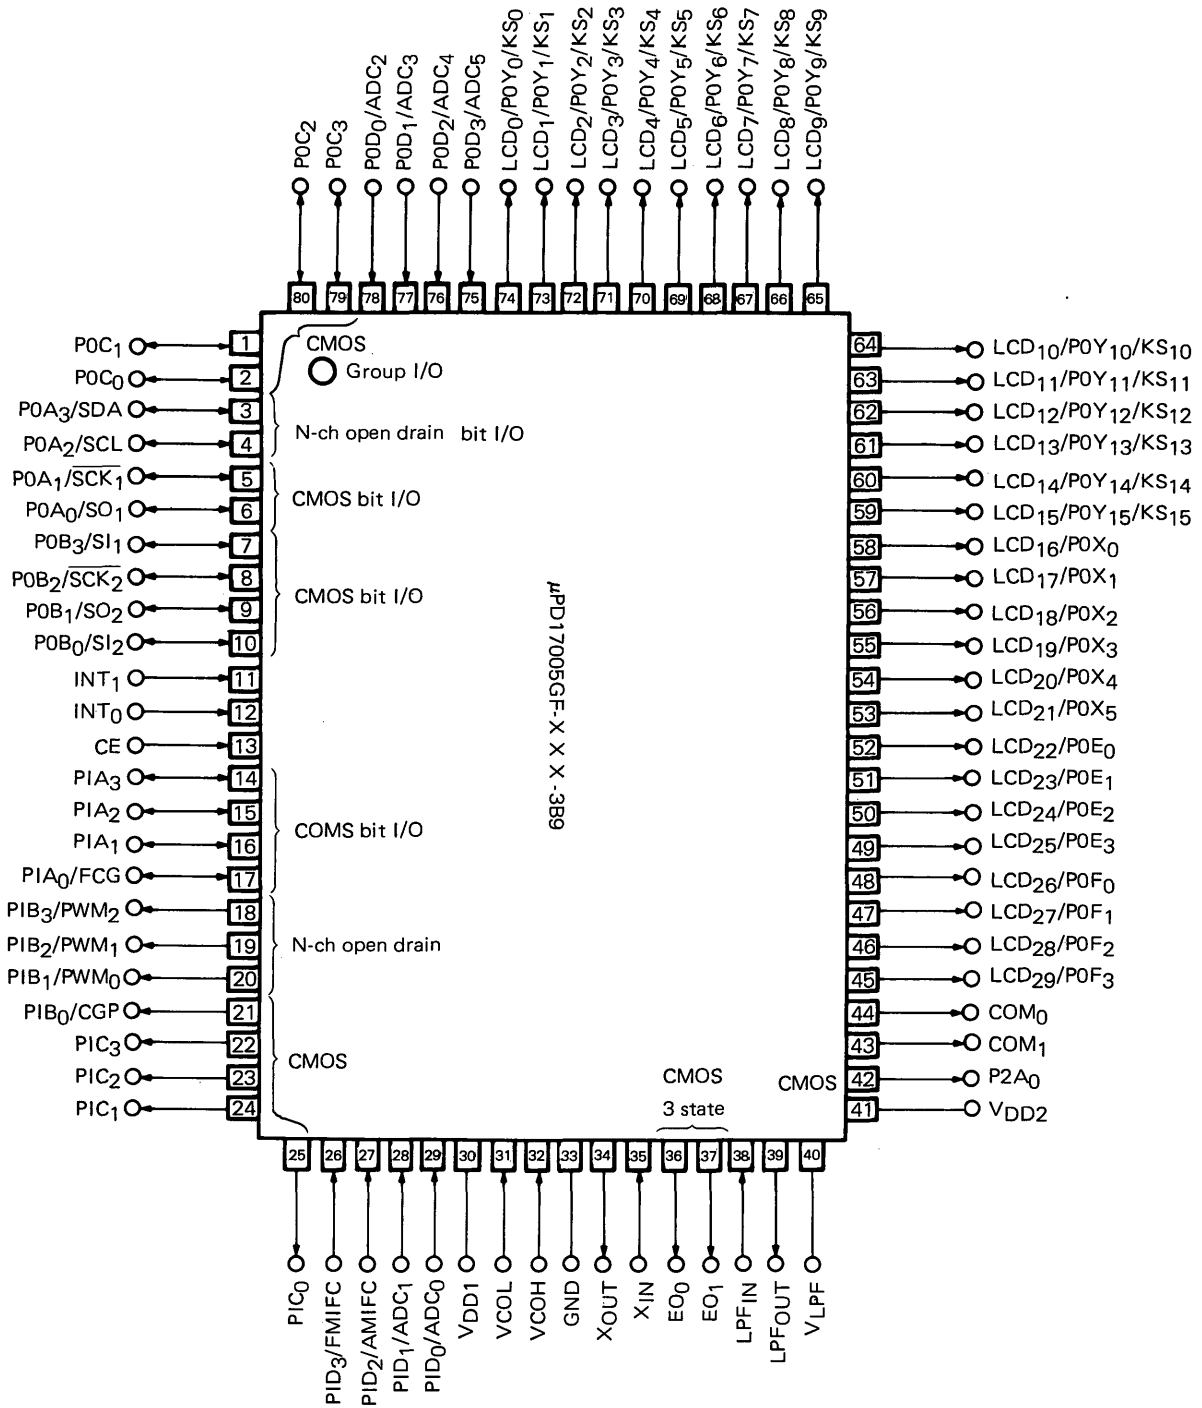 P0C2
P0C3
P0D0/ADC2
P0D1/ADC3
P0D2/ADC4
P0D3/ADC5
LCD0/P0Y0/KS0
LCD1/P0Y1/KS1
LCD2/P0Y2/KS2
LCD3/P0Y3/KS3
LCD4/P0Y4/KS4
LCD5/P0Y5/KS5
LCD6/P0Y6/KS6
LCD7/P0Y7/KS7
LCD8/P0Y8/KS8
LCD9/P0Y9/KS9
80 79 78 77 76 75 74 73 72 71 70 69 68 67 66 65
P0C1 1
P0C0 2
P0A3/SDA 3
P0A2/SCL 4
P0A1/SCK1 5
P0A0/SO1 6
P0B3/SI1 7
P0B2/SCK2 8
P0B1/SO2 9
P0B0/SI2 10
INT1 11
INT0 12
CE 13
PIA3 14
PIA2 15
PIA1 16
PIA0/FCG 17
PIB3/PWM2 18
PIB2/PWM1 19
PIB1/PWM0 20
PIB0/CGP 21
PIC3 22
PIC2 23
PIC1 24
CMOS
Group I/O
N-ch open drain bit I/O
CMOS bit I/O
CMOS bit I/O
COMS bit I/O
N-ch open drain
CMOS
μPD17005GF-X X X -3B9
CMOS
3 state
CMOS
64 LCD10/P0Y10/KS10
63 LCD11/P0Y11/KS11
62 LCD12/P0Y12/KS12
61 LCD13/P0Y13/KS13
60 LCD14/P0Y14/KS14
59 LCD15/P0Y15/KS15
58 LCD16/P0X0
57 LCD17/P0X1
56 LCD18/P0X2
55 LCD19/P0X3
54 LCD20/P0X4
53 LCD21/P0X5
52 LCD22/P0E0
51 LCD23/P0E1
50 LCD24/P0E2
49 LCD25/P0E3
48 LCD26/P0F0
47 LCD27/P0F1
46 LCD28/P0F2
45 LCD29/P0F3
44 COM0
43 COM1
42 P2A0
41 VDD2
25 26 27 28 29 30 31 32 33 34 35 36 37 38 39 40
PIC0
PID3/FMIFC
PID2/AMIFC
PID1/ADC1
PID0/ADC0
VDD1
VCOL
VCOH
GND
XOUT
XIN
EO0
EO1
LPFIN
LPFOUT
VLPF